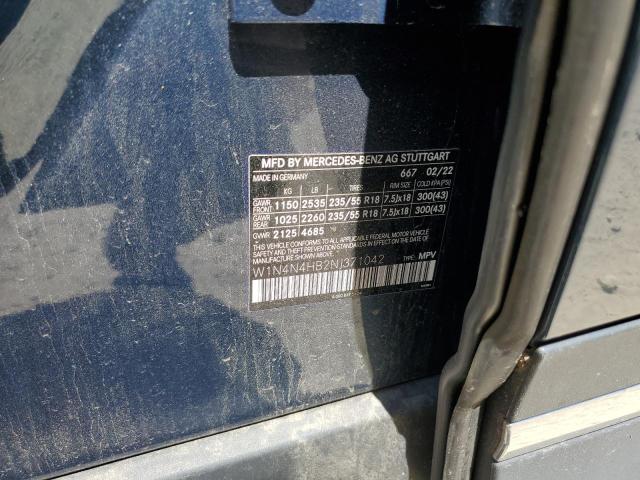 MFD BY MERCEDES-BENZ AG STUTTGART
MADE IN GERMANY 667 02/22
KG LB TIRES RIM SIZE COLD KPA (PSI)
GAWR FRONT 1150 2535 235/55 R18 7.5Jx18 300(43)
GAWR REAR 1025 2260 235/55 R18 7.5Jx18 300(43)
GVWR 2125 4685
THIS VEHICLE CONFORMS TO ALL APPLICABLE U.S. FEDERAL
MOTOR VEHICLE SAFETY, BUMPER, AND THEFT PREVENTION
STANDARDS IN EFFECT ON THE DATE OF MANUFACTURE
SHOWN ABOVE.
W1N4N4HB2NJ371042 TYPE: MPV